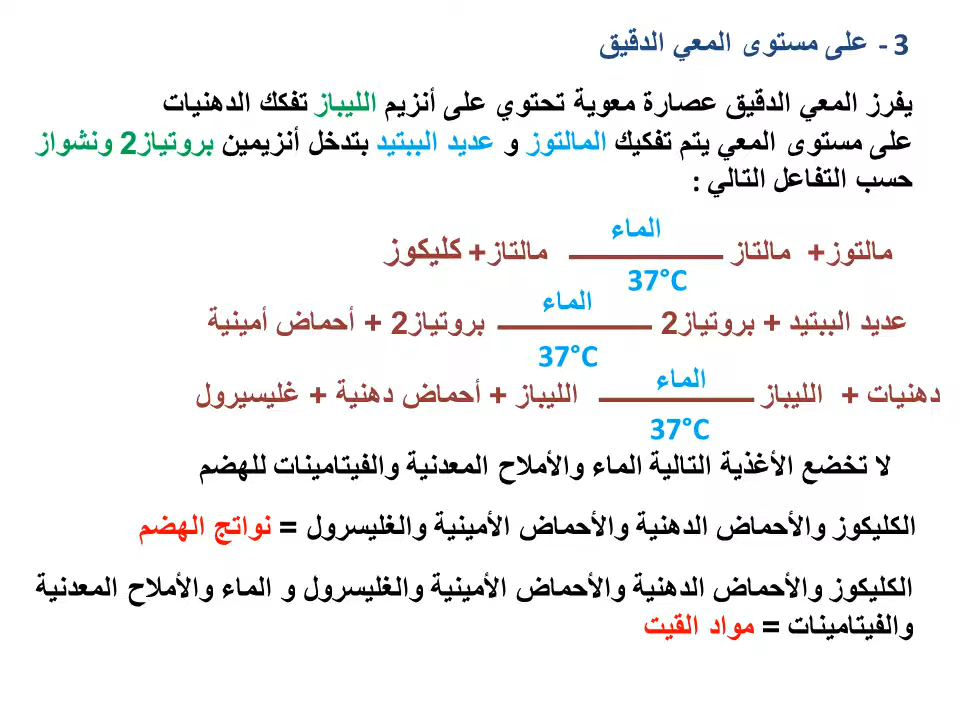 3 - على مستوى المعي الدقيق
يفرز المعي الدقيق عصارة معوية تحتوي على أنزيم الليباز تفكك الدهنيات
على مستوى المعي يتم تفكيك المالتوز و عديد الببتيد بتدخل أنزيمين بروتياز2 ونشواز
حسب التفاعل التالي :
الماء
مالتوز+ مالتاز ـــــــــــــــــــ مالتاز+ كليكوز
37°C
الماء
عديد الببتيد + بروتياز2 ـــــــــــــــــــ بروتياز2 + أحماض أمينية
37°C
الماء
دهنيات + الليباز ـــــــــــــــــــ الليباز + أحماض دهنية + غليسيرول
37°C
لا تخضع الأغذية التالية الماء والأملاح المعدنية والفيتامينات للهضم
الكليكوز والأحماض الدهنية والأحماض الأمينية والغليسرول = نواتج الهضم
الكليكوز والأحماض الدهنية والأحماض الأمينية والغليسرول و الماء والأملاح المعدنية
والفيتامينات = مواد القيت